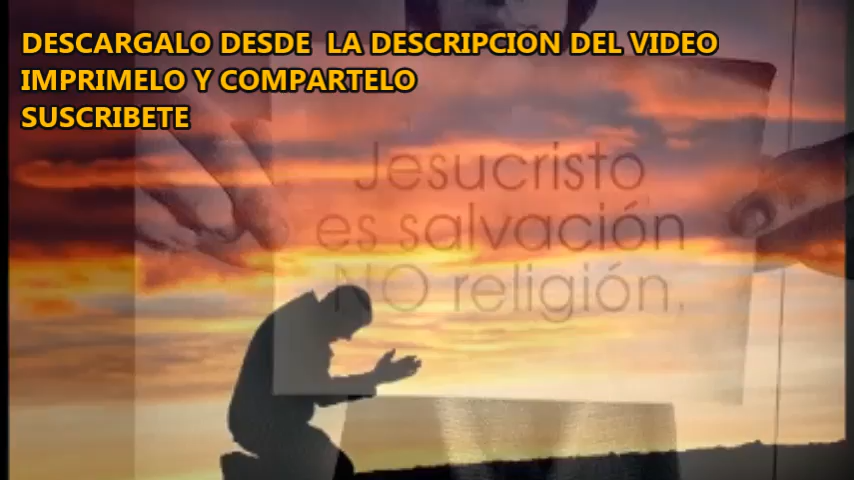 DESCARGALO DESDE LA DESCRIPCION DEL VIDEO
IMPRIMELO Y COMPARTELO
SUSCRIBETE
Jesucristo
es salvación
NO religión.